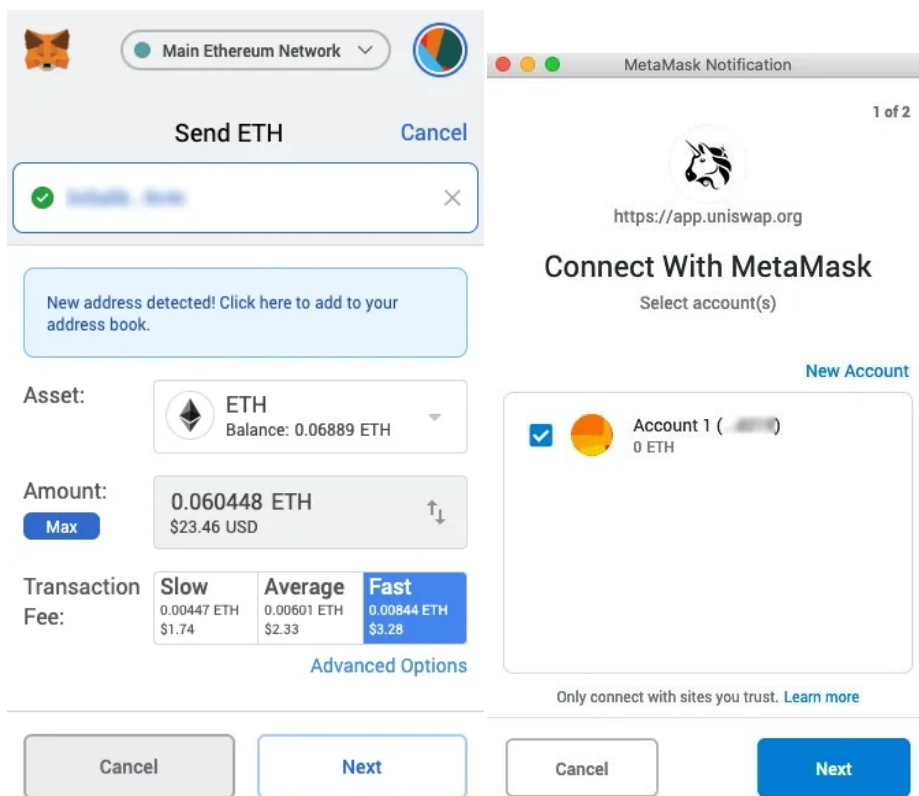 Main Ethereum Network
Send ETH
Cancel
New address detected! Click here to add to your
address book.
Asset:
ETH
Balance: 0.06889 ETH
Amount:
Max
0.060448 ETH
$23.46 USD
Transaction
Fee:
Slow
0.00447 ETH
$1.74
Average
0.00601 ETH
$2.33
Fast
0.00844 ETH
$3.28
Advanced Options
Cancel
Next
MetaMask Notification
1 of 2
https://app.uniswap.org
Connect With MetaMask
Select account(s)
New Account
Account 1 ( )
0 ETH
Only connect with sites you trust. Learn more
Cancel
Next